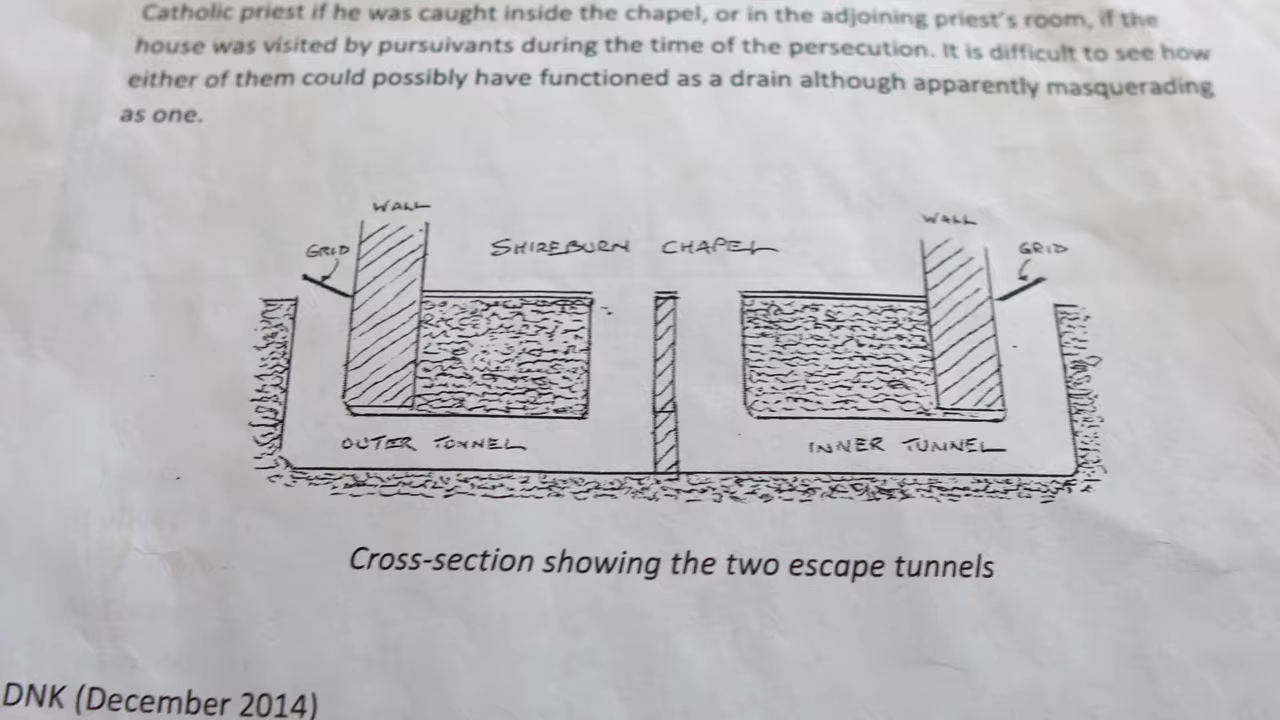 Catholic priest if he was caught inside the chapel, or in the adjoining priest's room, if the
house was visited by pursuivants during the time of the persecution. It is difficult to see how
either of them could possibly have functioned as a drain although apparently masquerading
as one.
WALL
WALL
GRID
SHIREBURN CHAPEL
GRID
OUTER TUNNEL
INNER TUNNEL
Cross-section showing the two escape tunnels
DNK (December 2014)